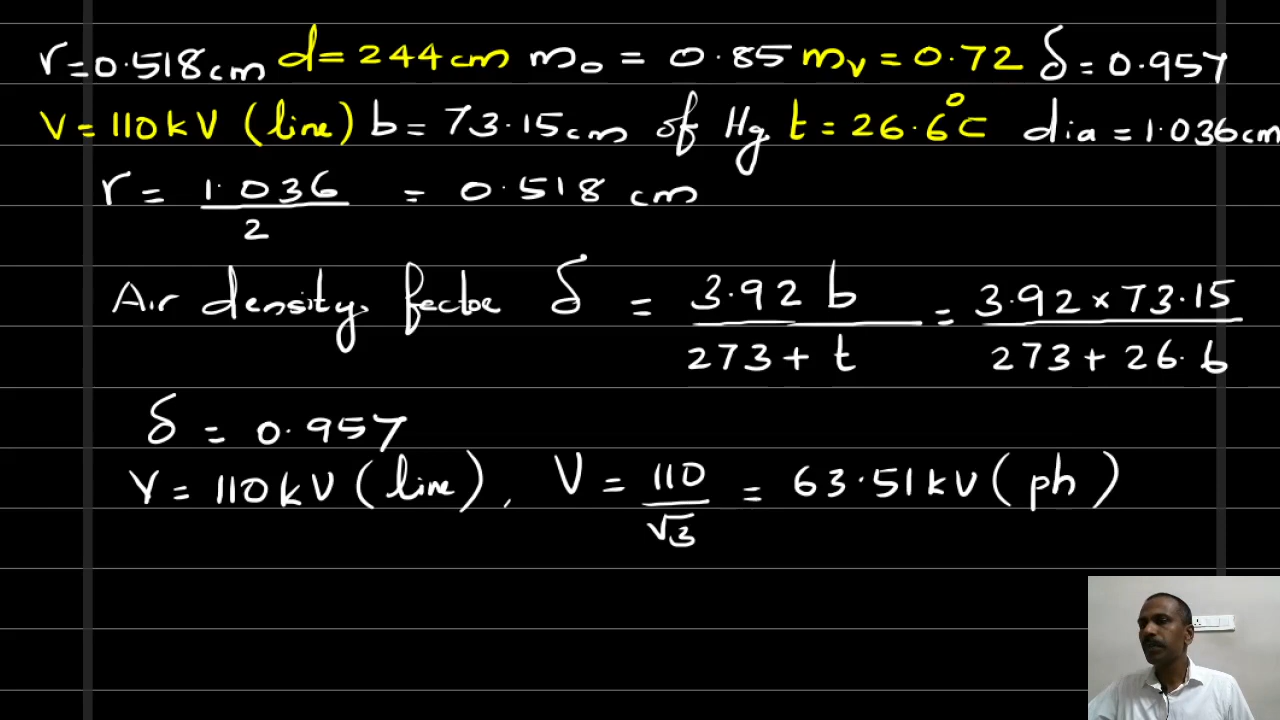 r = 0.518cm d = 244cm m₀ = 0.85 mᵥ = 0.72 δ = 0.957
V = 110kV (line) b = 73.15cm of Hg t = 26.6°C dia = 1.036cm
r = 1.036/2 = 0.518 cm
Air density factor δ = 3.92 b/273 + t = 3.92 × 73.15/273 + 26.6
δ = 0.957
V = 110kV (line), V = 110/√3 = 63.51kV (ph)